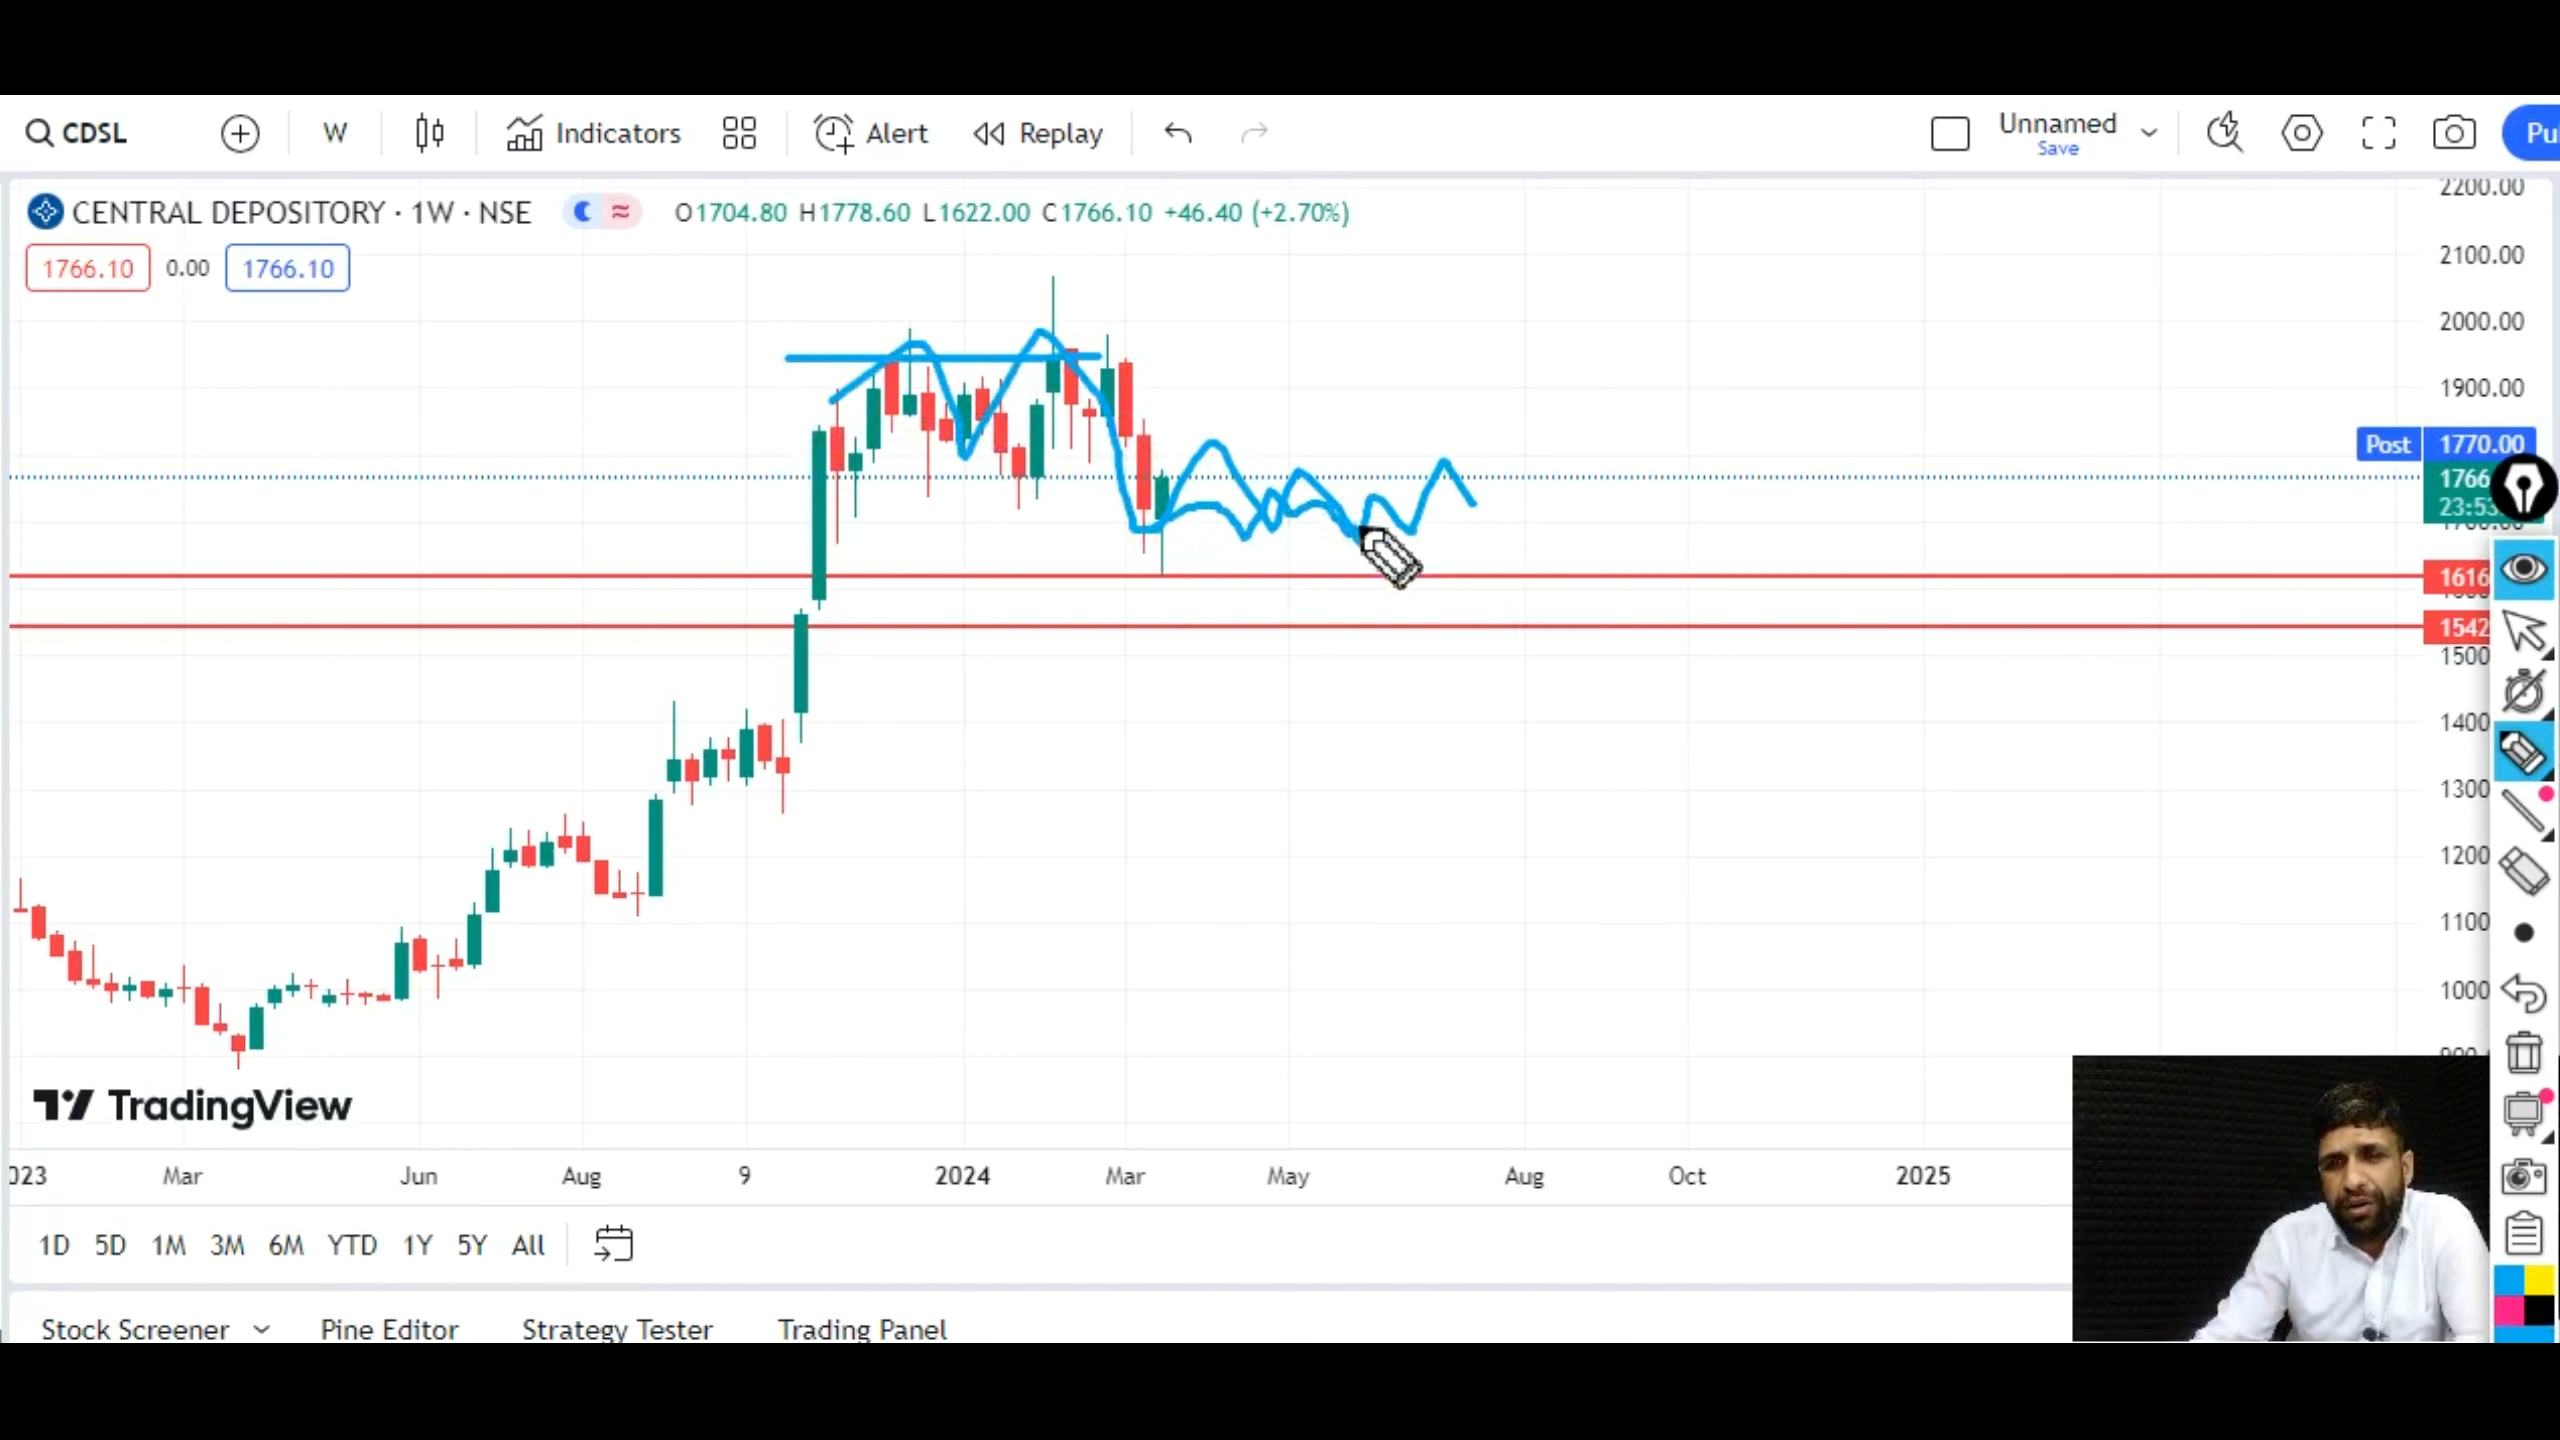 CDSL W Indicators Alert Replay Unnamed Pu
Save
CENTRAL DEPOSITORY · 1W · NSE O1704.80 H1778.60 L1622.00 C1766.10 +46.40 (+2.70%)
1766.10 0.00 1766.10
2200.00
2100.00
2000.00
1900.00
Post 1770.00
1766
23:53
1616
1542
1500
1400
1300
1200
1100
1000
TradingView
023 Mar Jun Aug 9 2024 Mar May Aug Oct 2025
1D 5D 1M 3M 6M YTD 1Y 5Y All
Stock Screener Pine Editor Strategy Tester Trading Panel